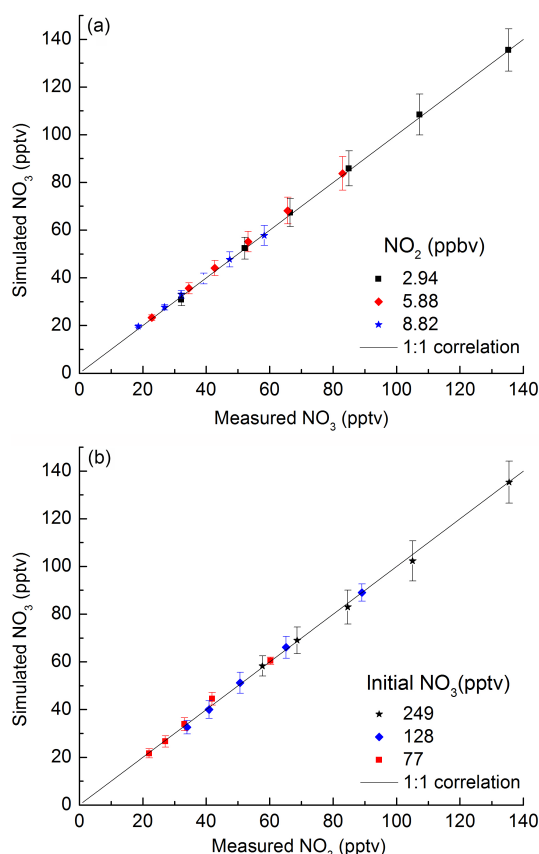 (a)
140
120
100
80
60
40
20
0
Simulated NO₃ (pptv)
NO₂ (ppbv)
2.94
5.88
8.82
1:1 correlation
0 20 40 60 80 100 120 140
Measured NO₃ (pptv)
(b)
140
120
100
80
60
40
20
0
Simulated NO₃ (pptv)
Initial NO₃(pptv)
249
128
77
1:1 correlation
0 20 40 60 80 100 120 140
Measured NO₃ (pptv)